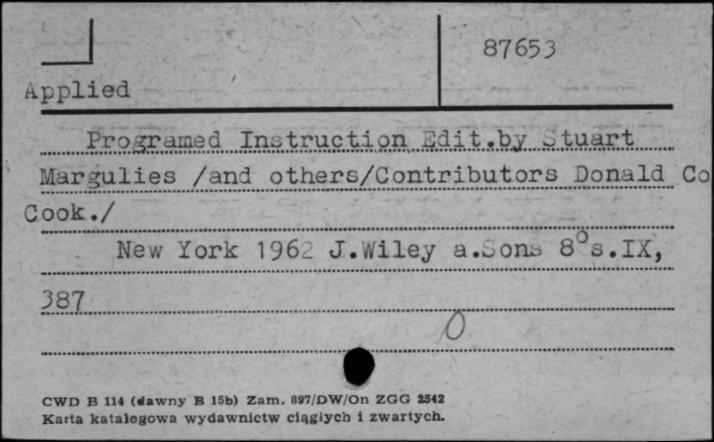 87653
Applied
Programed Instruction Edit.by Stuart
Margulies /and others/Contributors Donald Co
Cook./
New York 1962 J.Wiley a.Sons 8°s.IX,
387
0
CWD B 114 (dawny B 15b) Zam. 897/DW/On ZGG 2542
Karta katalogowa wydawnictw ciągłych i zwartych.